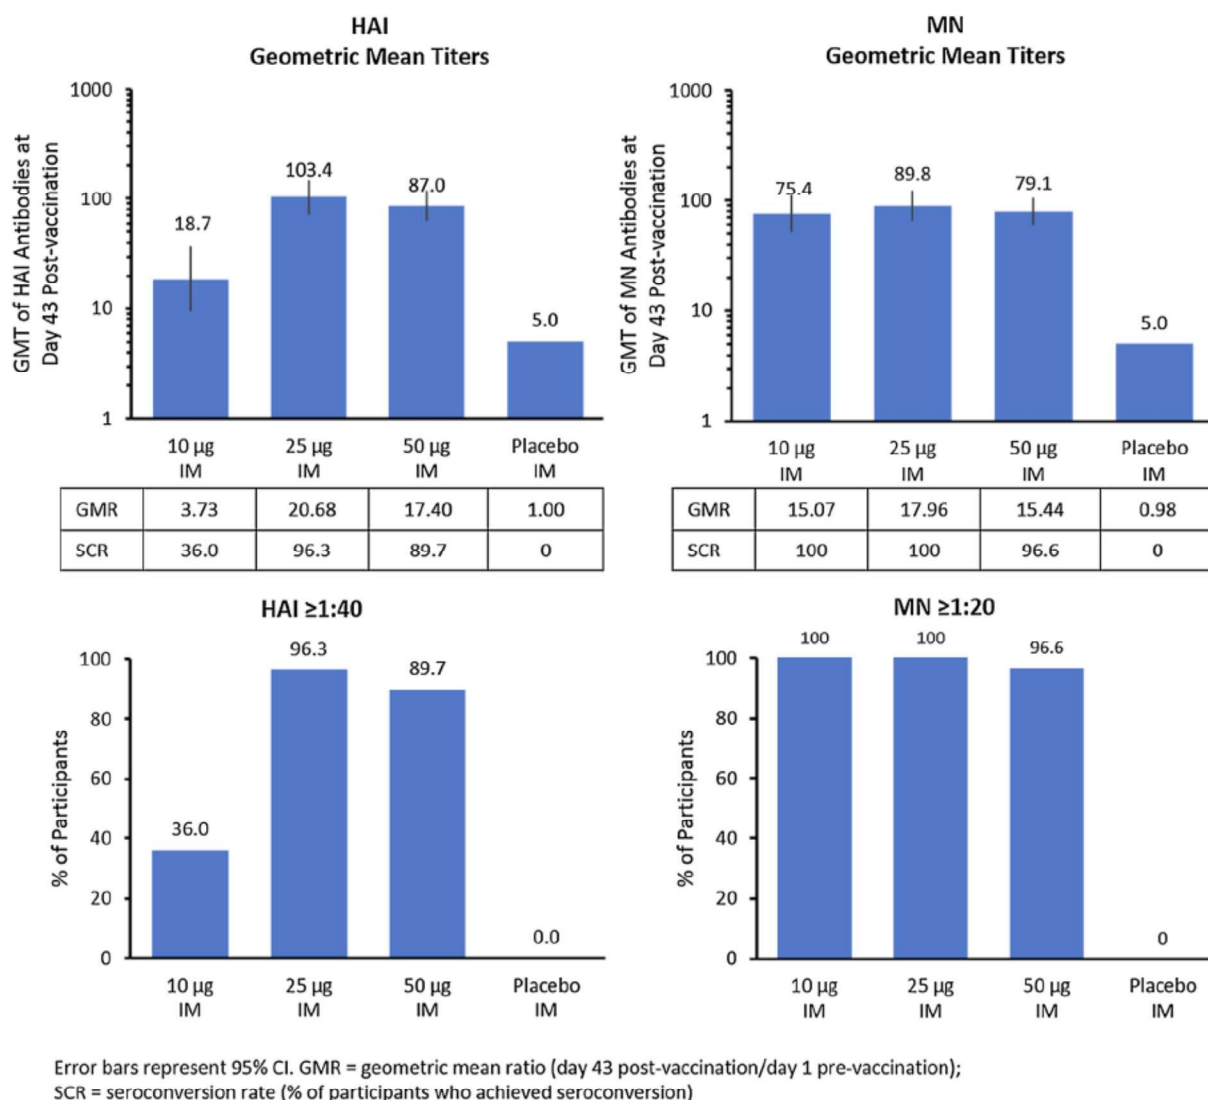 HAI
Geometric Mean Titers
GMT of HAI Antibodies at
Day 43 Post-vaccination
1000
100
10
1
18.7
103.4
87.0
5.0
10 µg
IM
25 µg
IM
50 µg
IM
Placebo
IM
GMR 3.73 20.68 17.40 1.00
SCR 36.0 96.3 89.7 0
MN
Geometric Mean Titers
GMT of MN Antibodies at
Day 43 Post-vaccination
1000
100
10
1
75.4
89.8
79.1
5.0
10 µg
IM
25 µg
IM
50 µg
IM
Placebo
IM
GMR 15.07 17.96 15.44 0.98
SCR 100 100 96.6 0
HAI ≥1:40
% of Participants
100
80
60
40
20
0
36.0
96.3
89.7
0.0
10 µg
IM
25 µg
IM
50 µg
IM
Placebo
IM
MN ≥1:20
% of Participants
100
80
60
40
20
0
100
100
96.6
0
10 µg
IM
25 µg
IM
50 µg
IM
Placebo
IM
Error bars represent 95% CI. GMR = geometric mean ratio (day 43 post-vaccination/day 1 pre-vaccination);
SCR = seroconversion rate (% of participants who achieved seroconversion)